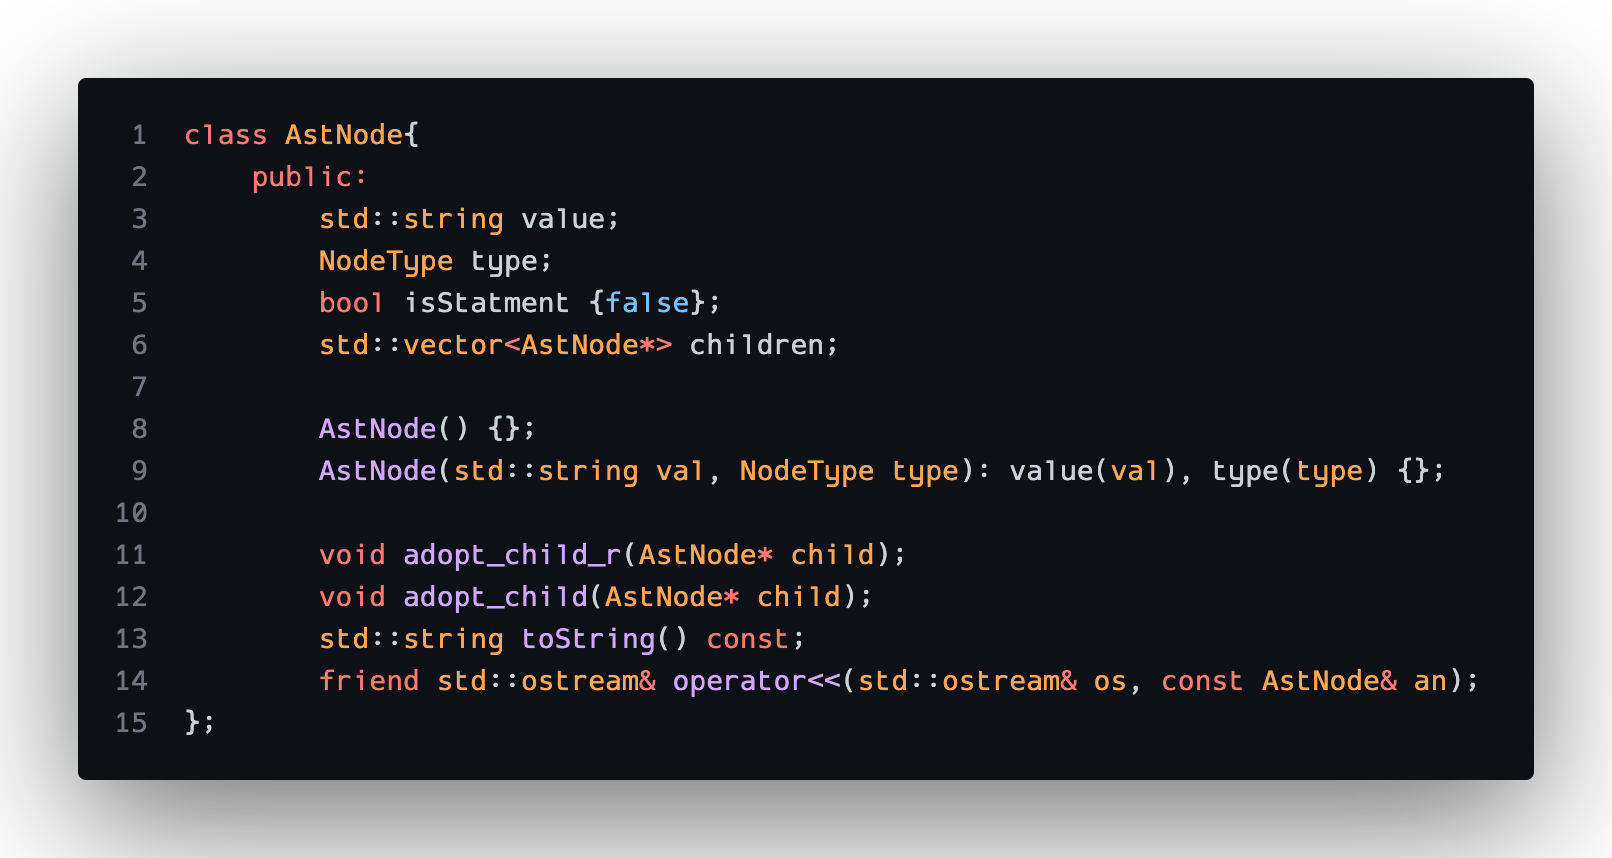 1 class AstNode{
2 public:
3 std::string value;
4 NodeType type;
5 bool isStatment {false};
6 std::vector<AstNode*> children;
7
8 AstNode() {};
9 AstNode(std::string val, NodeType type): value(val), type(type) {};
10
11 void adopt_child_r(AstNode* child);
12 void adopt_child(AstNode* child);
13 std::string toString() const;
14 friend std::ostream& operator<<(std::ostream& os, const AstNode& an);
15 };